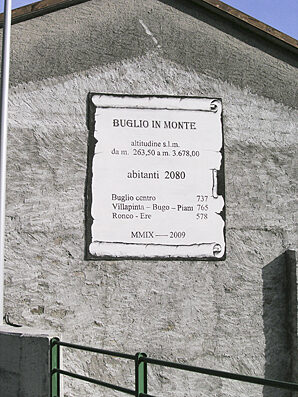 BUGLIO IN MONTE
altitudine s.l.m.
da m. 263,50 a m. 3.678,00
abitanti 2080
Buglio centro 737
Villapinta – Bugo – Piani 765
Ronco - Ere 578
MMIX — 2009